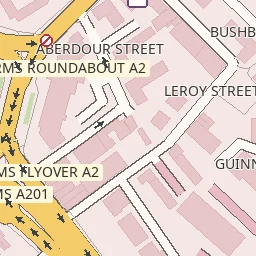 BUSHB
ABERDOUR STREET
RMS ROUNDABOUT A2
LEROY STREET
GUINN
MS FLYOVER A2
MS A201